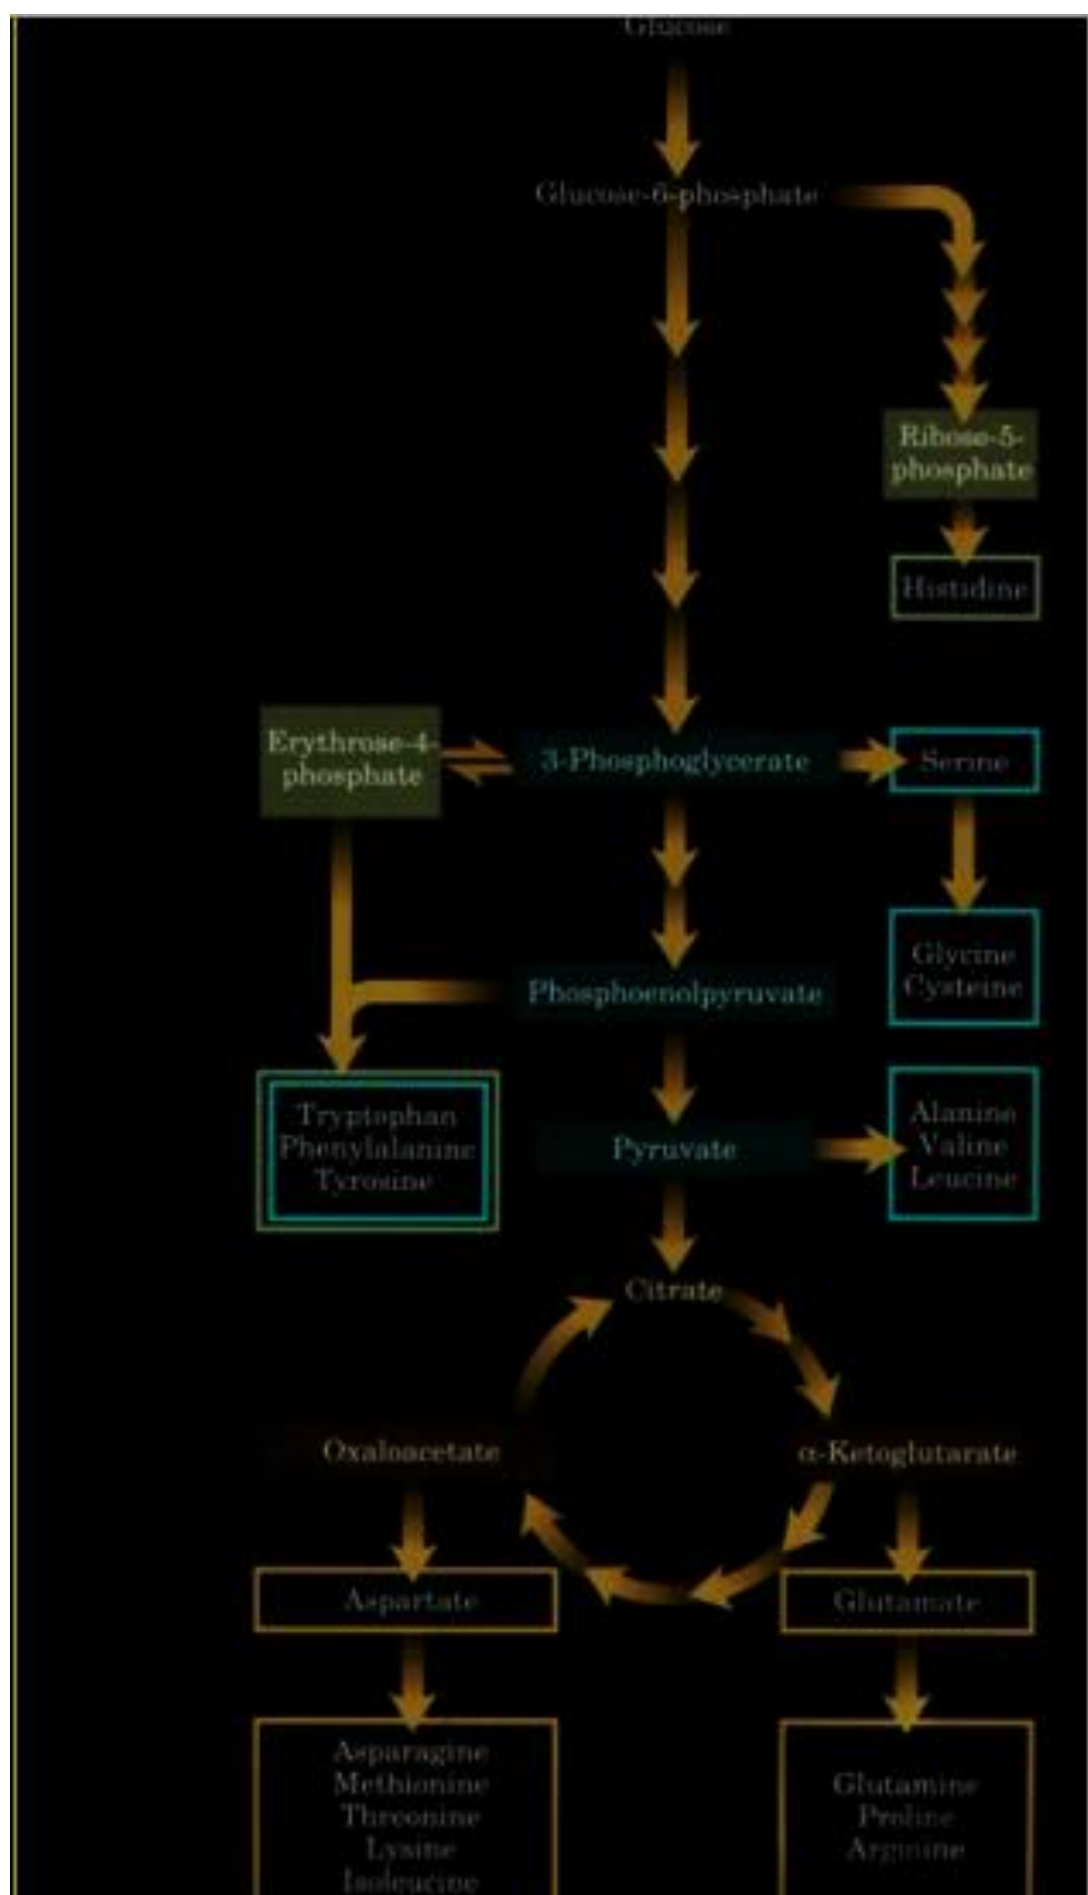 Glucose
Glucose-6-phosphate
Ribose-5-
phosphate
Histidine
Erythrose-4-
phosphate
3-Phosphoglycerate
Serine
Glycine
Cysteine
Phosphoenolpyruvate
Tryptophan
Phenylalanine
Tyrosine
Pyruvate
Alanine
Valine
Leucine
Citrate
Oxaloacetate
α-Ketoglutarate
Aspartate
Glutamate
Asparagine
Methionine
Threonine
Lysine
Isoleucine
Glutamine
Proline
Arginine